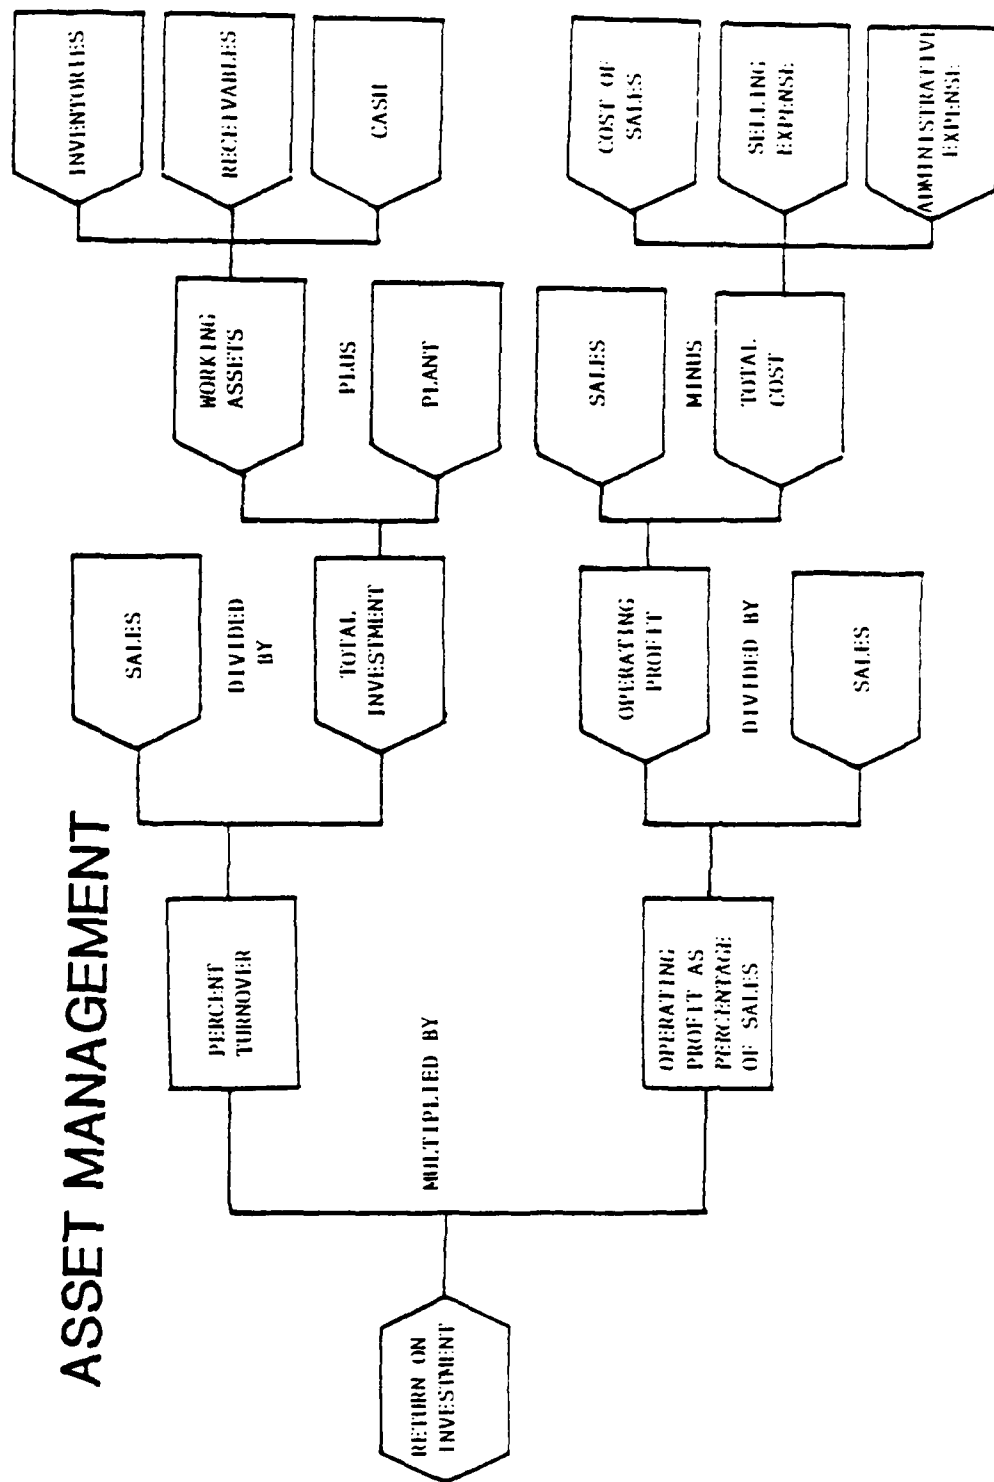 ASSET MANAGEMENT
RETURN ON
INVESTMENT
MULTIPLIED BY
PERCENT
TURNOVER
OPERATING
PROFIT AS
PERCENTAGE
OF SALES
SALES
DIVIDED
BY
TOTAL
INVESTMENT
OPERATING
PROFIT
DIVIDED BY
SALES
WORKING
ASSETS
PLUS
PLANT
SALES
MINUS
TOTAL
COST
INVENTORIES
RECEIVABLES
CASH
COST OF
SALES
SELLING
EXPENSE
ADMINISTRATIVE
EXPENSE